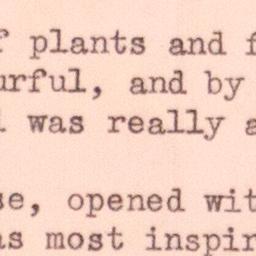 f plants and f
urful, and by
l was really a
se, opened wit
as most inspir